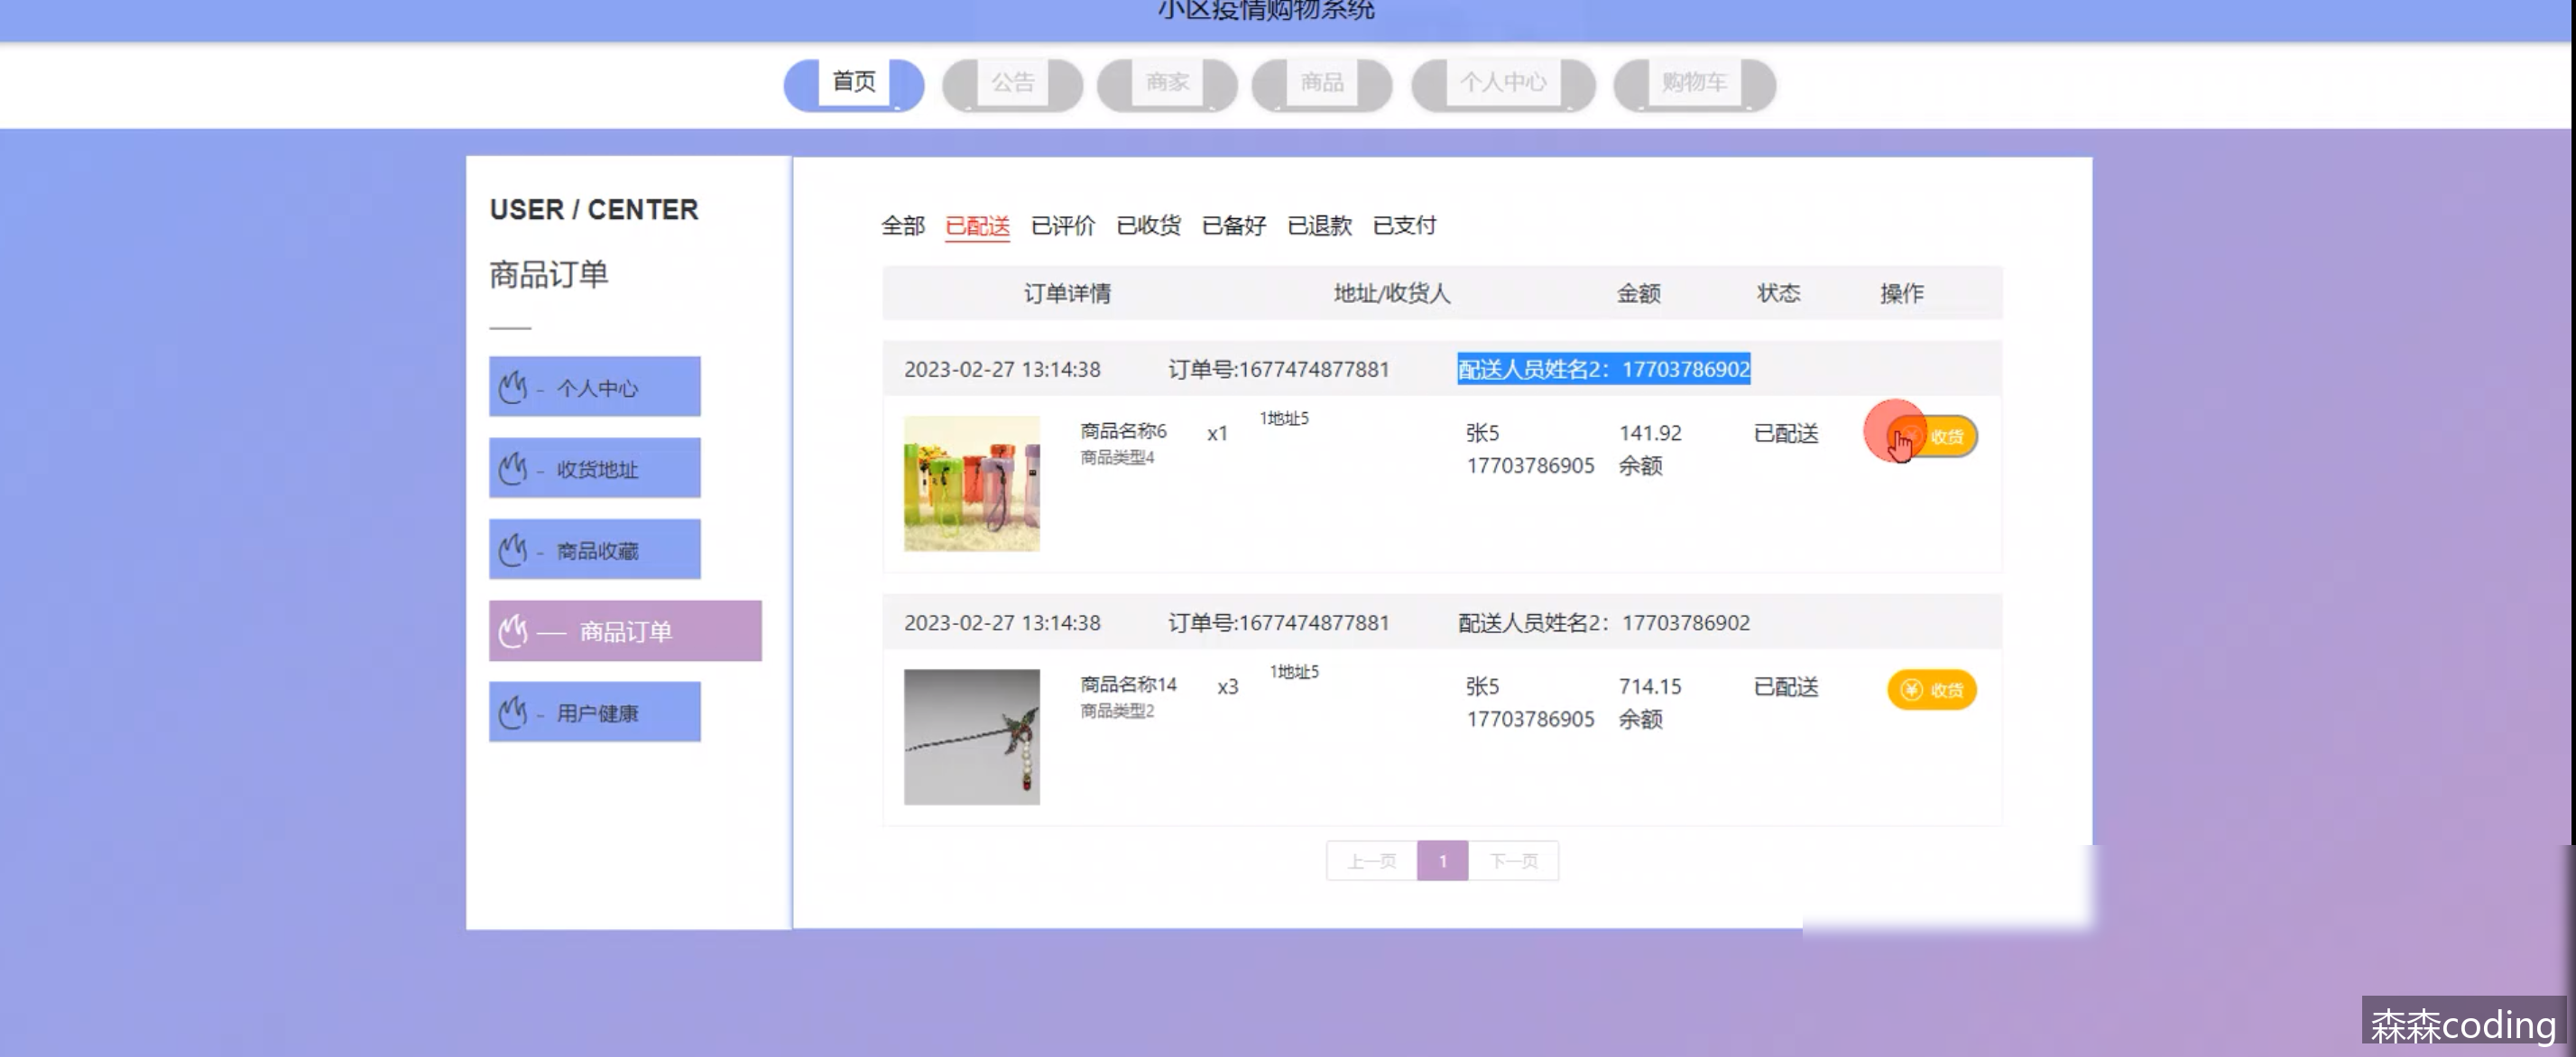 小区疫情购物系统
首页 公告 商家 商品 个人中心 购物车
USER / CENTER
商品订单
- 个人中心
- 收货地址
- 商品收藏
— 商品订单
- 用户健康
全部 已配送 已评价 已收货 已备好 已退款 已支付
订单详情 地址/收货人 金额 状态 操作
2023-02-27 13:14:38 订单号:1677474877881 配送人员姓名2：17703786902
商品名称6 x1 1地址5 张5 141.92 已配送 收货
商品类型4 17703786905 余额
2023-02-27 13:14:38 订单号:1677474877881 配送人员姓名2：17703786902
商品名称14 x3 1地址5 张5 714.15 已配送 ¥ 收货
商品类型2 17703786905 余额
上一页 1 下一页
森森coding